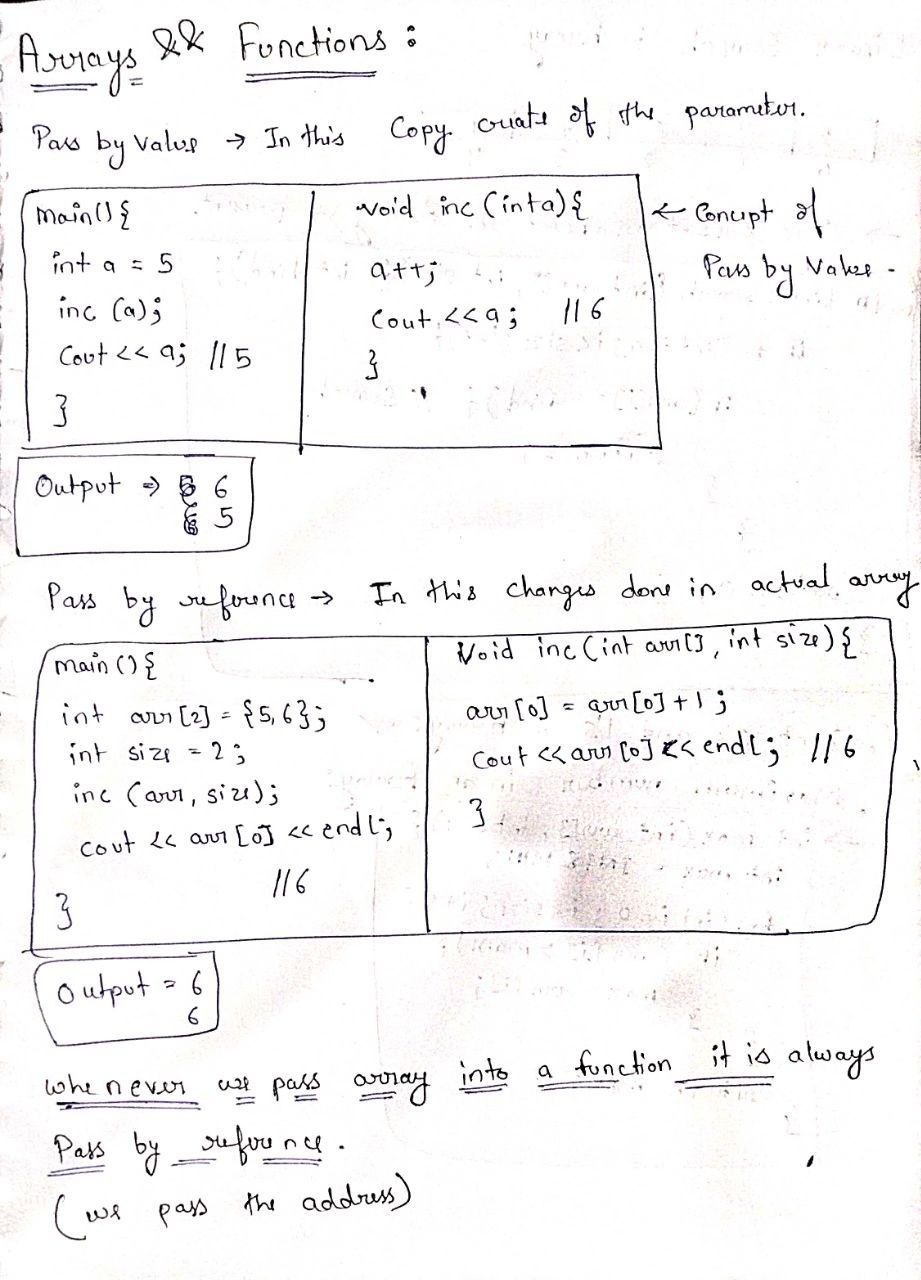 Arrays && Functions :
Pass by Value → In this Copy create of the parameter.
main() {
int a = 5
inc (a);
Cout << a; //5
}
void inc (int a) {
a++;
Cout << a; //6
}
← Concept of
Pass by Value -
Output ⇒ 6
5
Pass by reference → In this changes done in actual array
main () {
int arr [2] = {5,6};
int size = 2;
inc (arr, size);
cout << arr [0] << endl;
//6
}
Void inc (int arr[], int size) {
arr [0] = arr [0] + 1;
Cout << arr [0] << endl; //6
}
Output = 6
6
whenever we pass array into a function it is always
Pass by reference.
(we pass the address)